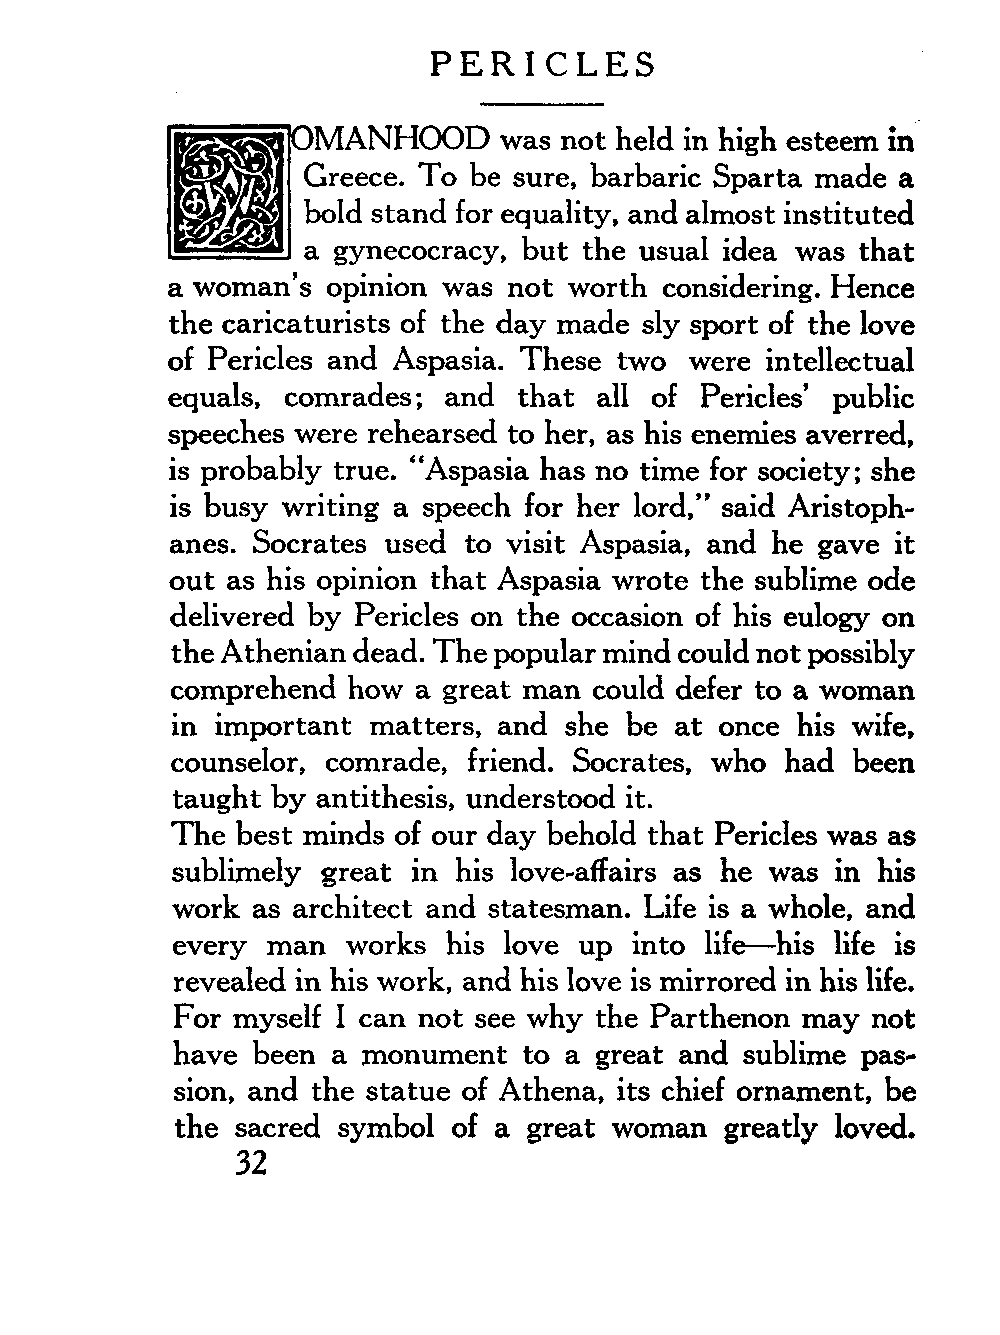 PERICLES
WOMANHOOD was not held in high esteem in
Greece. To be sure, barbaric Sparta made a
bold stand for equality, and almost instituted
a gynecocracy, but the usual idea was that
a woman's opinion was not worth considering. Hence
the caricaturists of the day made sly sport of the love
of Pericles and Aspasia. These two were intellectual
equals, comrades; and that all of Pericles' public
speeches were rehearsed to her, as his enemies averred,
is probably true. "Aspasia has no time for society; she
is busy writing a speech for her lord," said Aristoph-
anes. Socrates used to visit Aspasia, and he gave it
out as his opinion that Aspasia wrote the sublime ode
delivered by Pericles on the occasion of his eulogy on
the Athenian dead. The popular mind could not possibly
comprehend how a great man could defer to a woman
in important matters, and she be at once his wife,
counselor, comrade, friend. Socrates, who had been
taught by antithesis, understood it.
The best minds of our day behold that Pericles was as
sublimely great in his love-affairs as he was in his
work as architect and statesman. Life is a whole, and
every man works his love up into life—his life is
revealed in his work, and his love is mirrored in his life.
For myself I can not see why the Parthenon may not
have been a monument to a great and sublime pas-
sion, and the statue of Athena, its chief ornament, be
the sacred symbol of a great woman greatly loved.
32